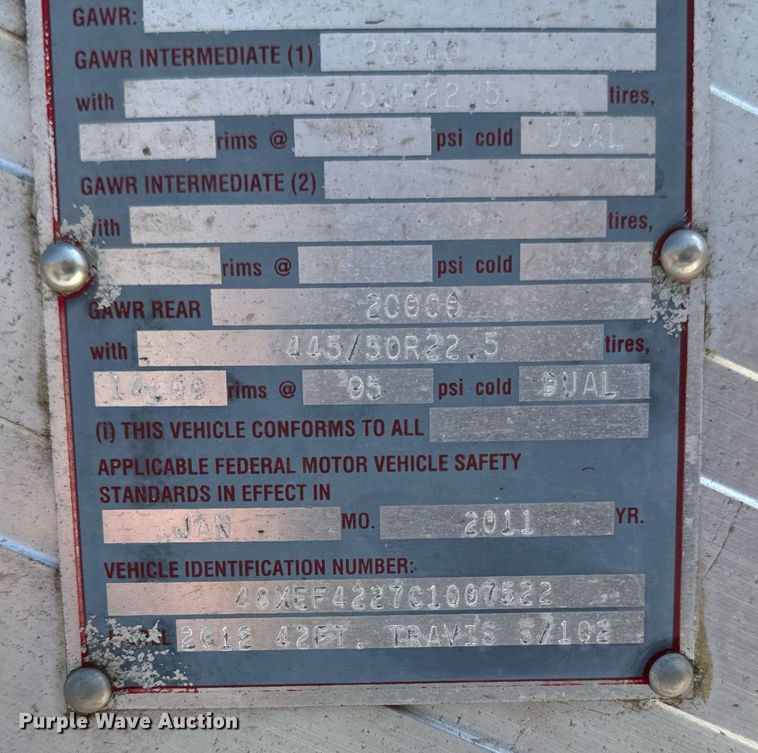 GAWR:
GAWR INTERMEDIATE (1) 20000
with 445/50R22.5 tires,
14.00 rims @ 95 psi cold DUAL
GAWR INTERMEDIATE (2)
with tires,
rims @ psi cold
GAWR REAR 20000
with 445/50R22.5 tires,
14.00 rims @ 95 psi cold DUAL
(i) THIS VEHICLE CONFORMS TO ALL
APPLICABLE FEDERAL MOTOR VEHICLE SAFETY
STANDARDS IN EFFECT IN
JAN MO. 2011 YR.
VEHICLE IDENTIFICATION NUMBER:
48XEF4227C1007522
2012 42FT. TRAVIS S/102
Purple Wave Auction